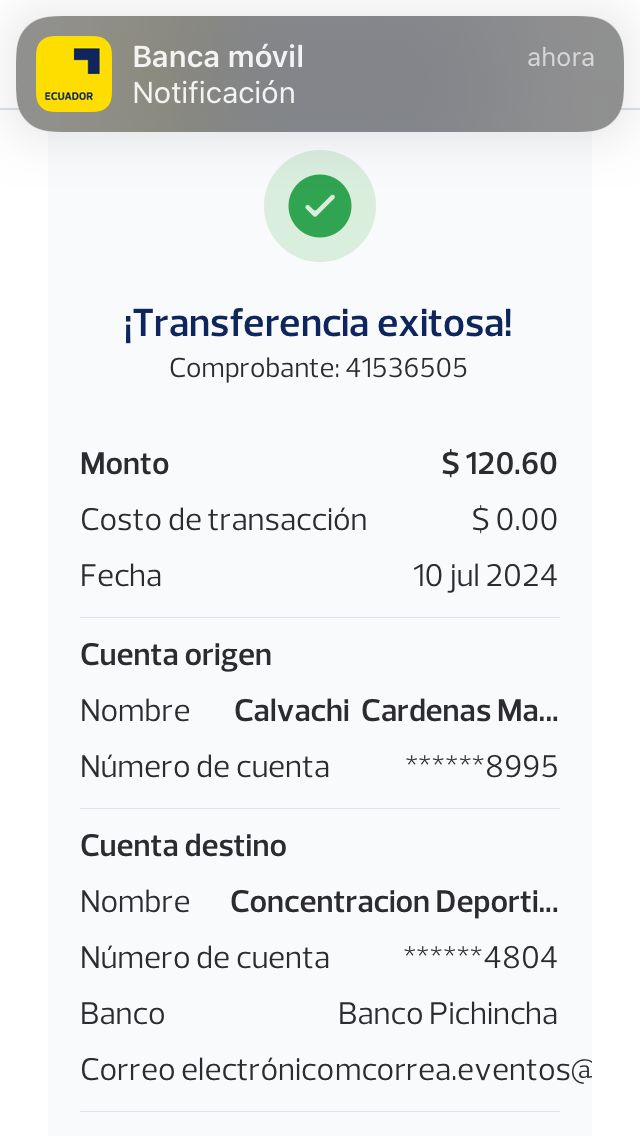 Banca móvil
ahora
ECUADOR
Notificación
¡Transferencia exitosa!
Comprobante: 41536505
Monto $ 120.60
Costo de transacción $ 0.00
Fecha 10 jul 2024
Cuenta origen
Nombre Calvachi Cardenas Ma...
Número de cuenta ******8995
Cuenta destino
Nombre Concentracion Deporti...
Número de cuenta ******4804
Banco Banco Pichincha
Correo electrónicomcorrea.eventos@